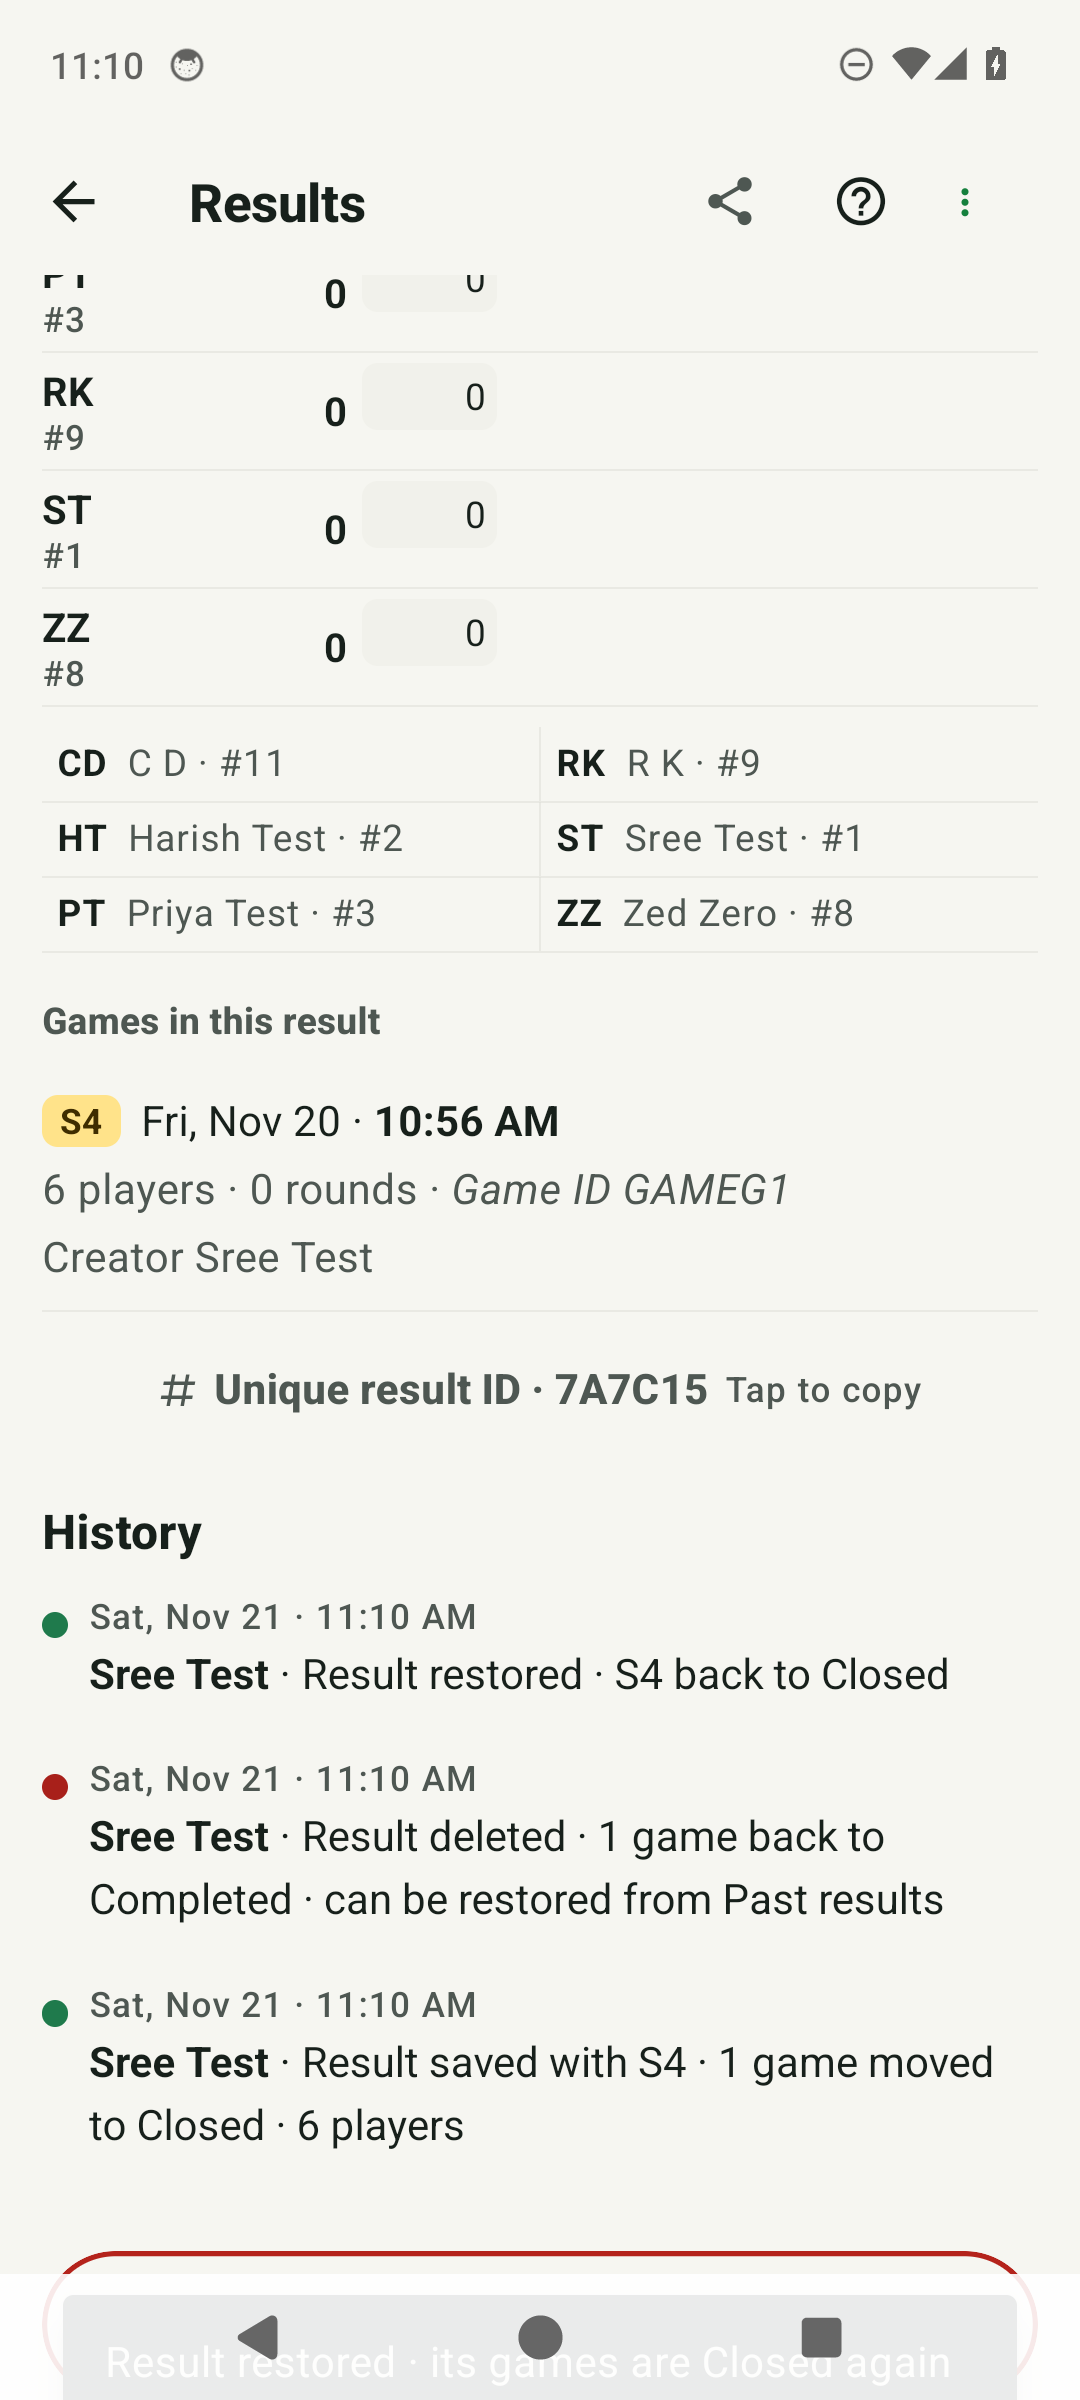 11:10
Results
PT
#3
0
0
RK
#9
0
0
ST
#1
0
0
ZZ
#8
0
0
CD C D · #11
RK R K · #9
HT Harish Test · #2
ST Sree Test · #1
PT Priya Test · #3
ZZ Zed Zero · #8
Games in this result
S4 Fri, Nov 20 · 10:56 AM
6 players · 0 rounds · Game ID GAMEG1
Creator Sree Test
# Unique result ID · 7A7C15 Tap to copy
History
Sat, Nov 21 · 11:10 AM
Sree Test · Result restored · S4 back to Closed
Sat, Nov 21 · 11:10 AM
Sree Test · Result deleted · 1 game back to
Completed · can be restored from Past results
Sat, Nov 21 · 11:10 AM
Sree Test · Result saved with S4 · 1 game moved
to Closed · 6 players
Result restored · its games are Closed again